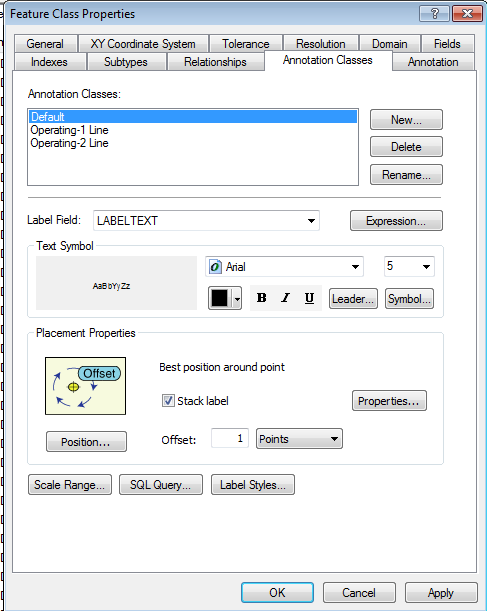 Feature Class Properties
General XY Coordinate System Tolerance Resolution Domain Fields
Indexes Subtypes Relationships Annotation Classes Annotation
Annotation Classes:
Default
Operating-1 Line
Operating-2 Line
New...
Delete
Rename...
Label Field: LABELTEXT Expression...
Text Symbol
AaBbYyZz
Arial 5
B I U Leader... Symbol...
Placement Properties
Offset
Best position around point
Stack label Properties...
Position... Offset: 1 Points
Scale Range... SQL Query... Label Styles...
OK Cancel Apply